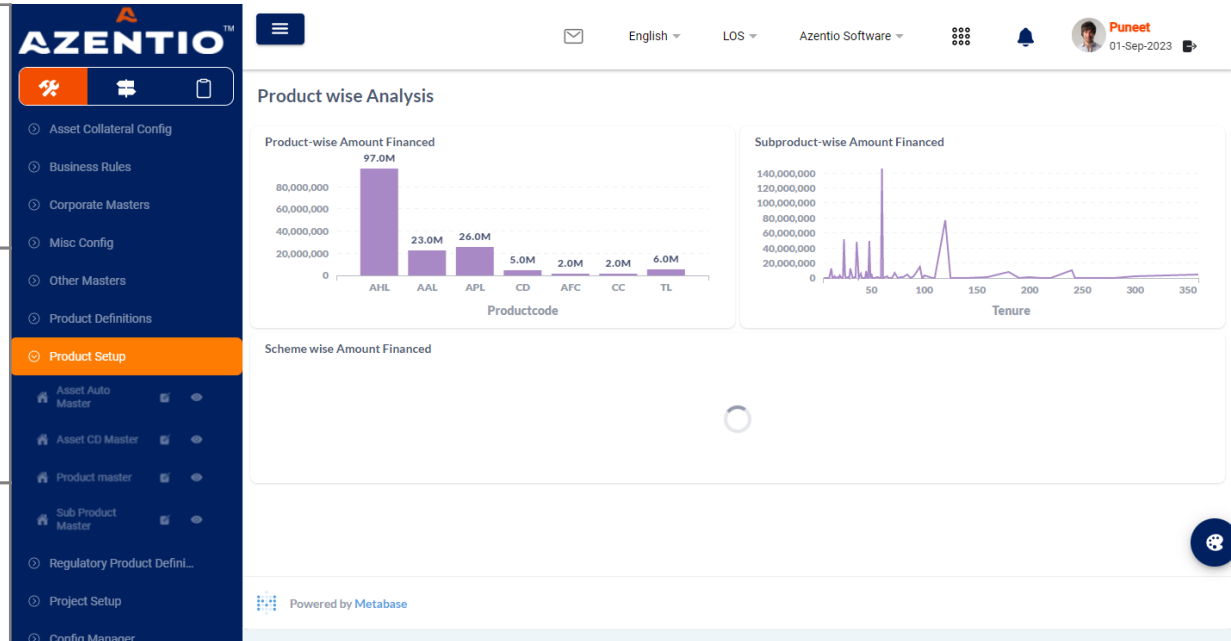 AZENTIO™
Asset Collateral Config
Business Rules
Corporate Masters
Misc Config
Other Masters
Product Definitions
Product Setup
Asset Auto
Master
Asset CD Master
Product master
Sub Product
Master
Regulatory Product Defini...
Project Setup
Config Manager
English
LOS
Azentio Software
Puneet
01-Sep-2023
Product wise Analysis
Product-wise Amount Financed
97.0M
80,000,000
60,000,000
40,000,000
20,000,000
0
23.0M
26.0M
5.0M
2.0M
2.0M
6.0M
AHL AAL APL CD AFC CC TL
Productcode
Subproduct-wise Amount Financed
140,000,000
120,000,000
100,000,000
80,000,000
60,000,000
40,000,000
20,000,000
0
50 100 150 200 250 300 350
Tenure
Scheme wise Amount Financed
Powered by Metabase